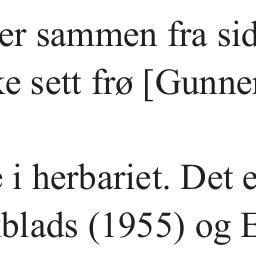 er sammen fra sid
ke sett frø [Gunner
e i herbariet. Det e
blads (1955) og E